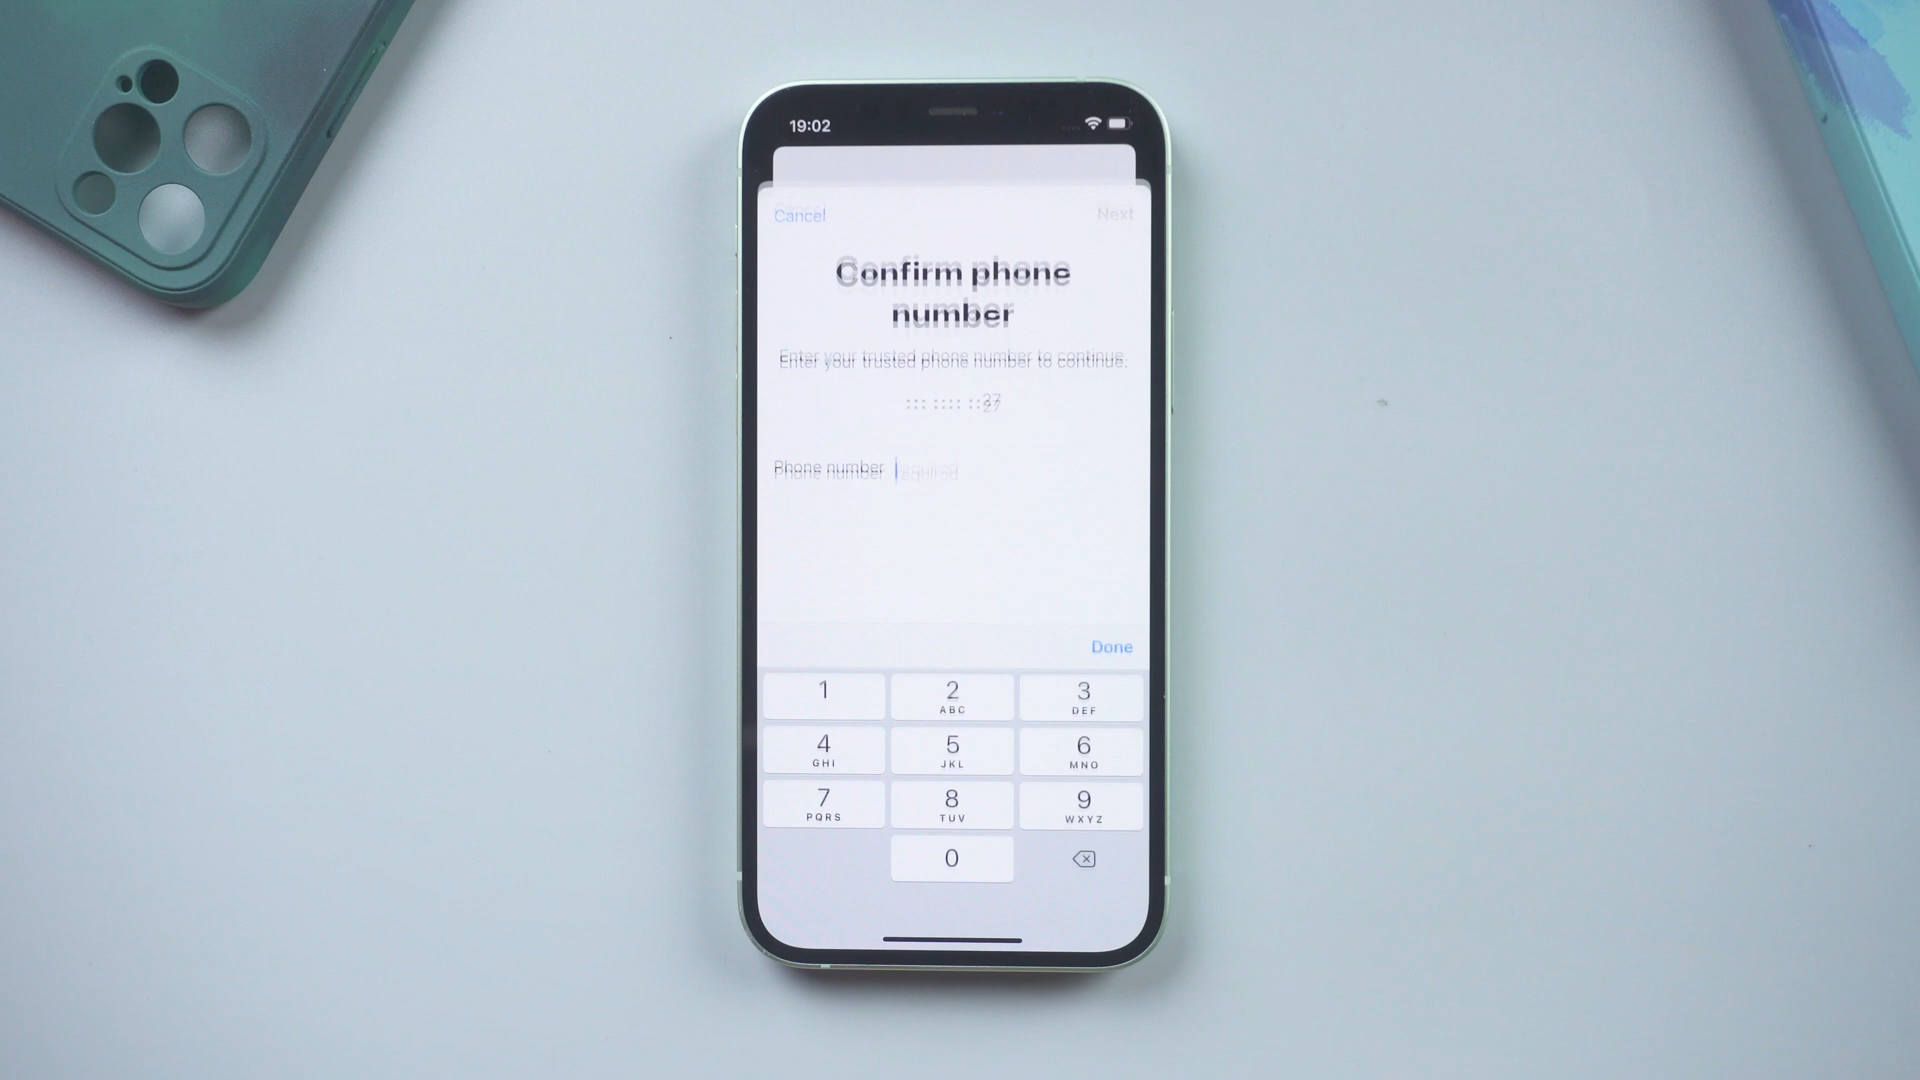 19:02
Cancel Next
Confirm phone
number
Enter your trusted phone number to continue.
••• •••• ••27
Phone number required
Done
1 2 3
ABC DEF
4 5 6
GHI JKL MNO
7 8 9
PQRS TUV WXYZ
0